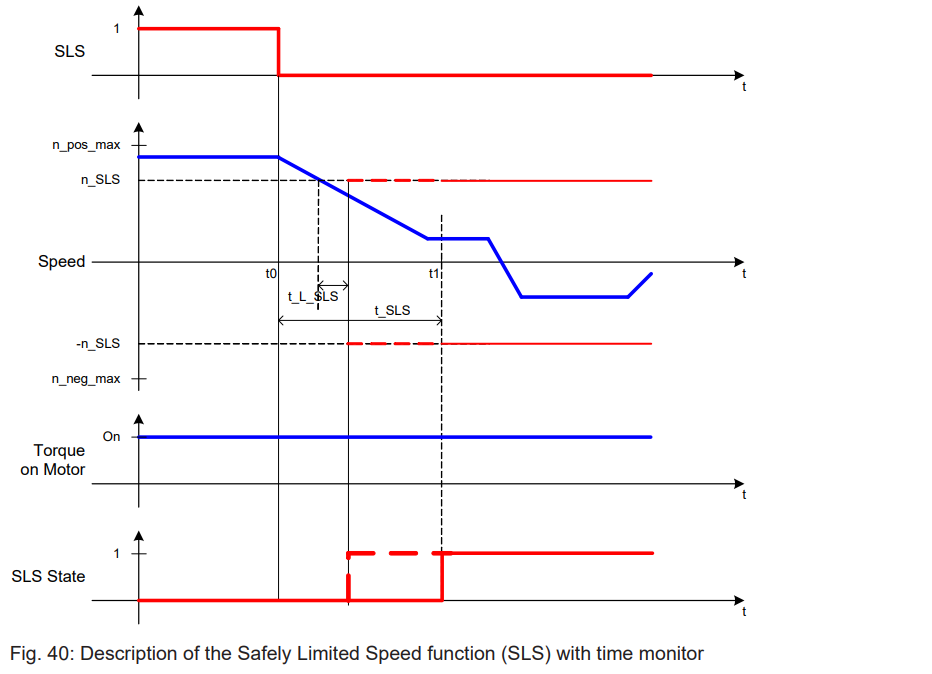 1
SLS
t
n_pos_max
n_SLS
Speed
t0
t1
t
t_L_SLS
t_SLS
-n_SLS
n_neg_max
On
Torque
on Motor
t
1
SLS State
t
Fig. 40: Description of the Safely Limited Speed function (SLS) with time monitor